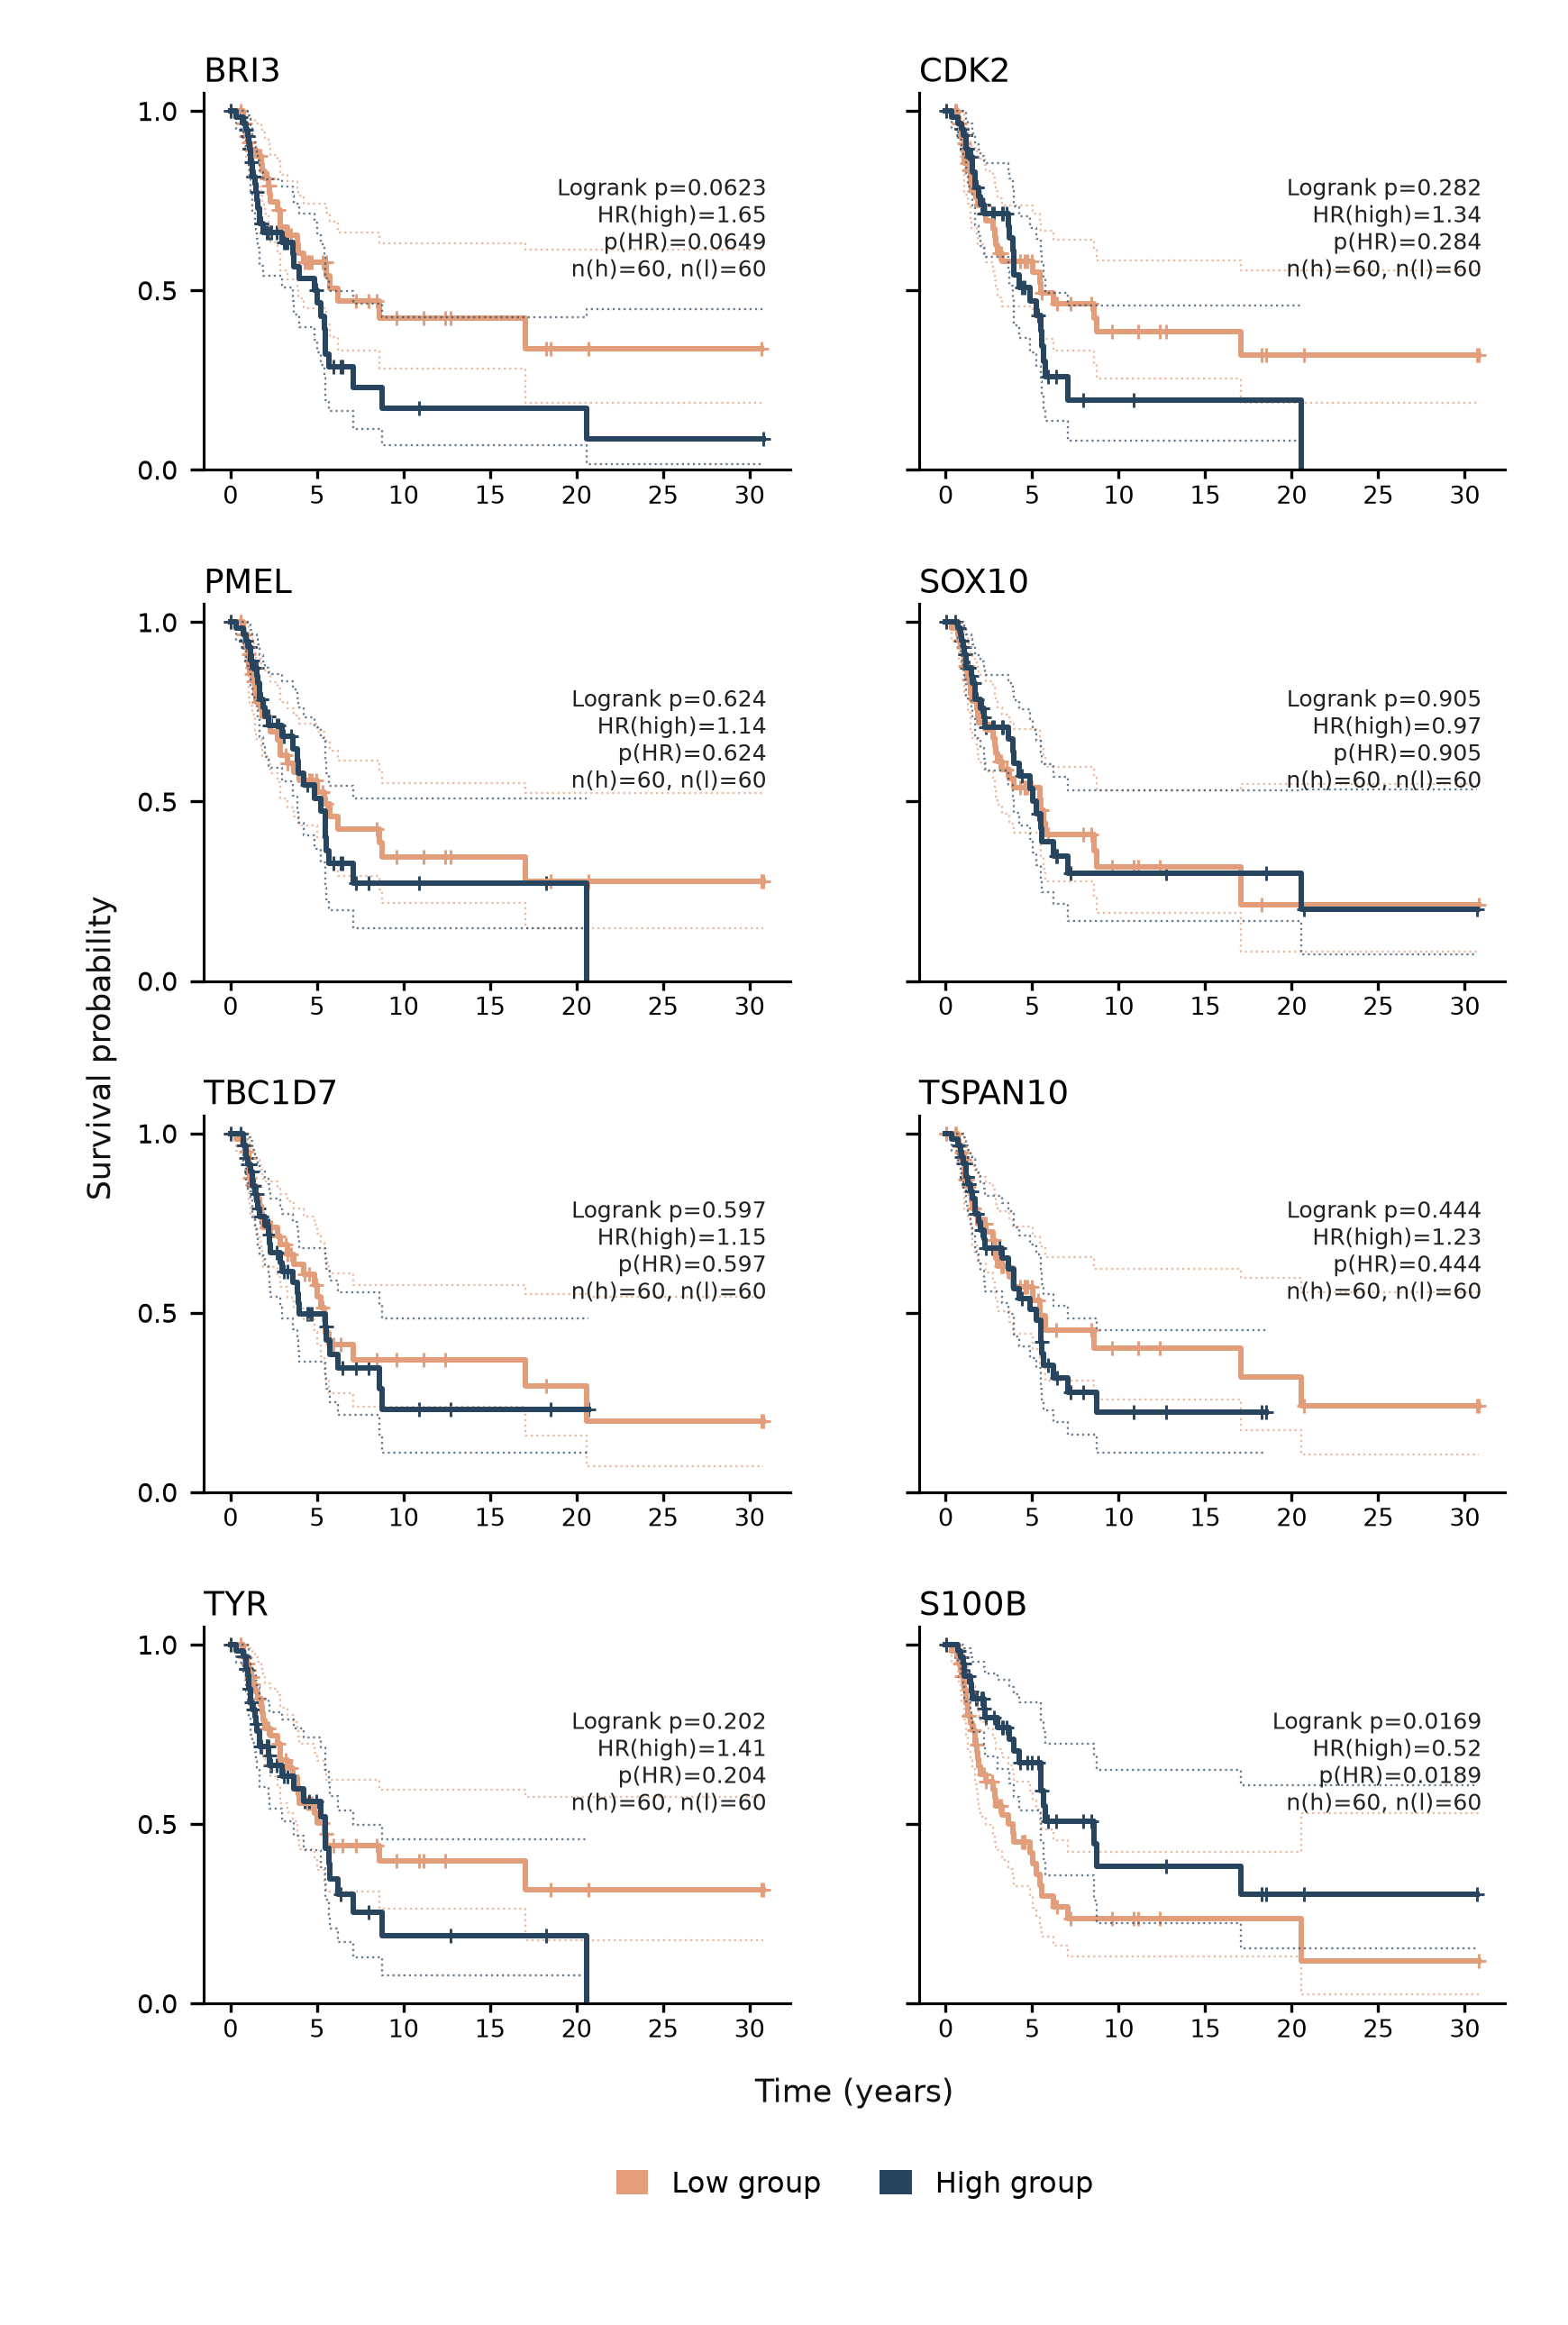 BRI3
1.0
0.5
0.0
Logrank p=0.0623
HR(high)=1.65
p(HR)=0.0649
n(h)=60, n(l)=60
0 5 10 15 20 25 30
CDK2
Logrank p=0.282
HR(high)=1.34
p(HR)=0.284
n(h)=60, n(l)=60
0 5 10 15 20 25 30
PMEL
1.0
0.5
0.0
Logrank p=0.624
HR(high)=1.14
p(HR)=0.624
n(h)=60, n(l)=60
0 5 10 15 20 25 30
SOX10
Logrank p=0.905
HR(high)=0.97
p(HR)=0.905
n(h)=60, n(l)=60
0 5 10 15 20 25 30
Survival probability
TBC1D7
1.0
0.5
0.0
Logrank p=0.597
HR(high)=1.15
p(HR)=0.597
n(h)=60, n(l)=60
0 5 10 15 20 25 30
TSPAN10
Logrank p=0.444
HR(high)=1.23
p(HR)=0.444
n(h)=60, n(l)=60
0 5 10 15 20 25 30
TYR
1.0
0.5
0.0
Logrank p=0.202
HR(high)=1.41
p(HR)=0.204
n(h)=60, n(l)=60
0 5 10 15 20 25 30
S100B
Logrank p=0.0169
HR(high)=0.52
p(HR)=0.0189
n(h)=60, n(l)=60
0 5 10 15 20 25 30
Time (years)
Low group
High group